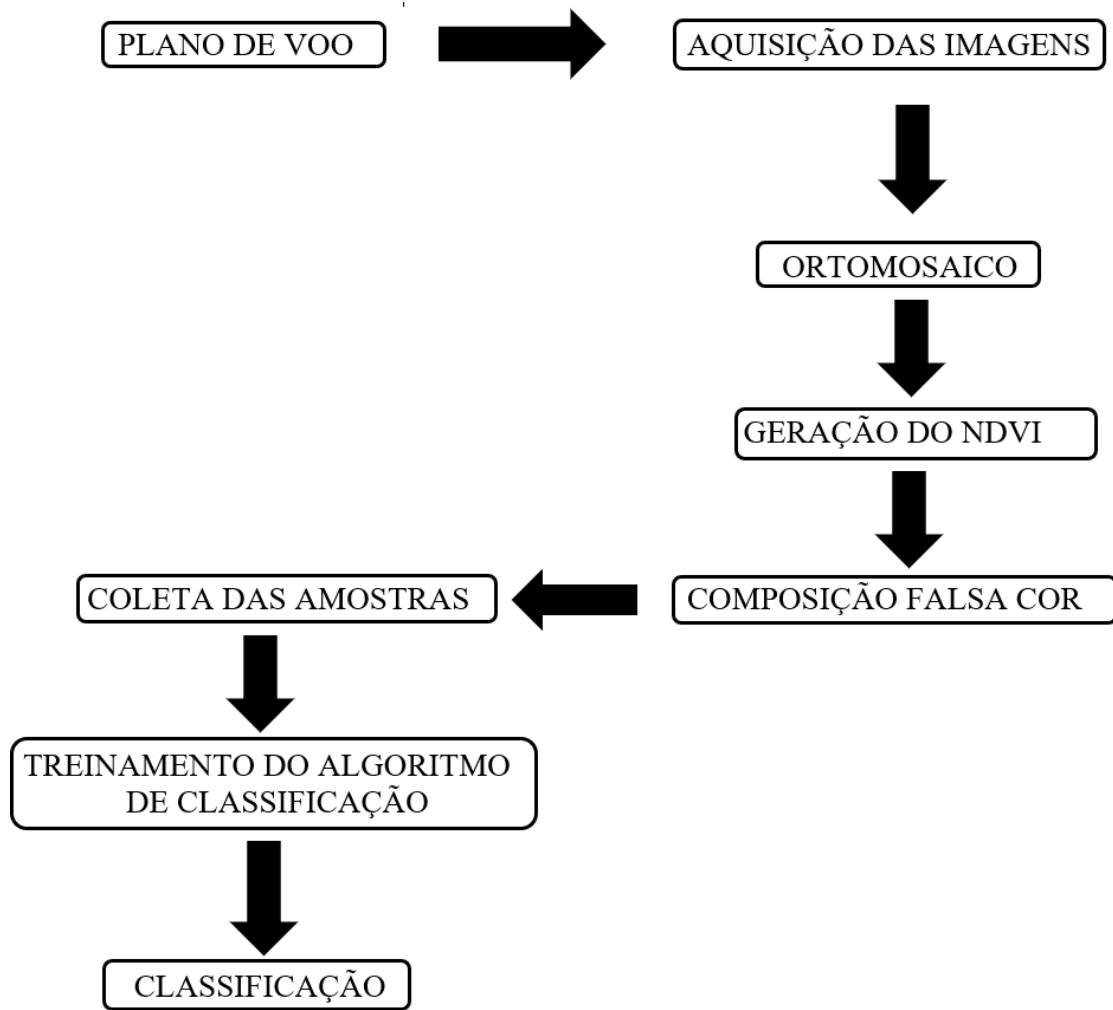 PLANO DE VOO
AQUISIÇÃO DAS IMAGENS
ORTOMOSAICO
GERAÇÃO DO NDVI
COMPOSIÇÃO FALSA COR
COLETA DAS AMOSTRAS
TREINAMENTO DO ALGORITMO
DE CLASSIFICAÇÃO
CLASSIFICAÇÃO